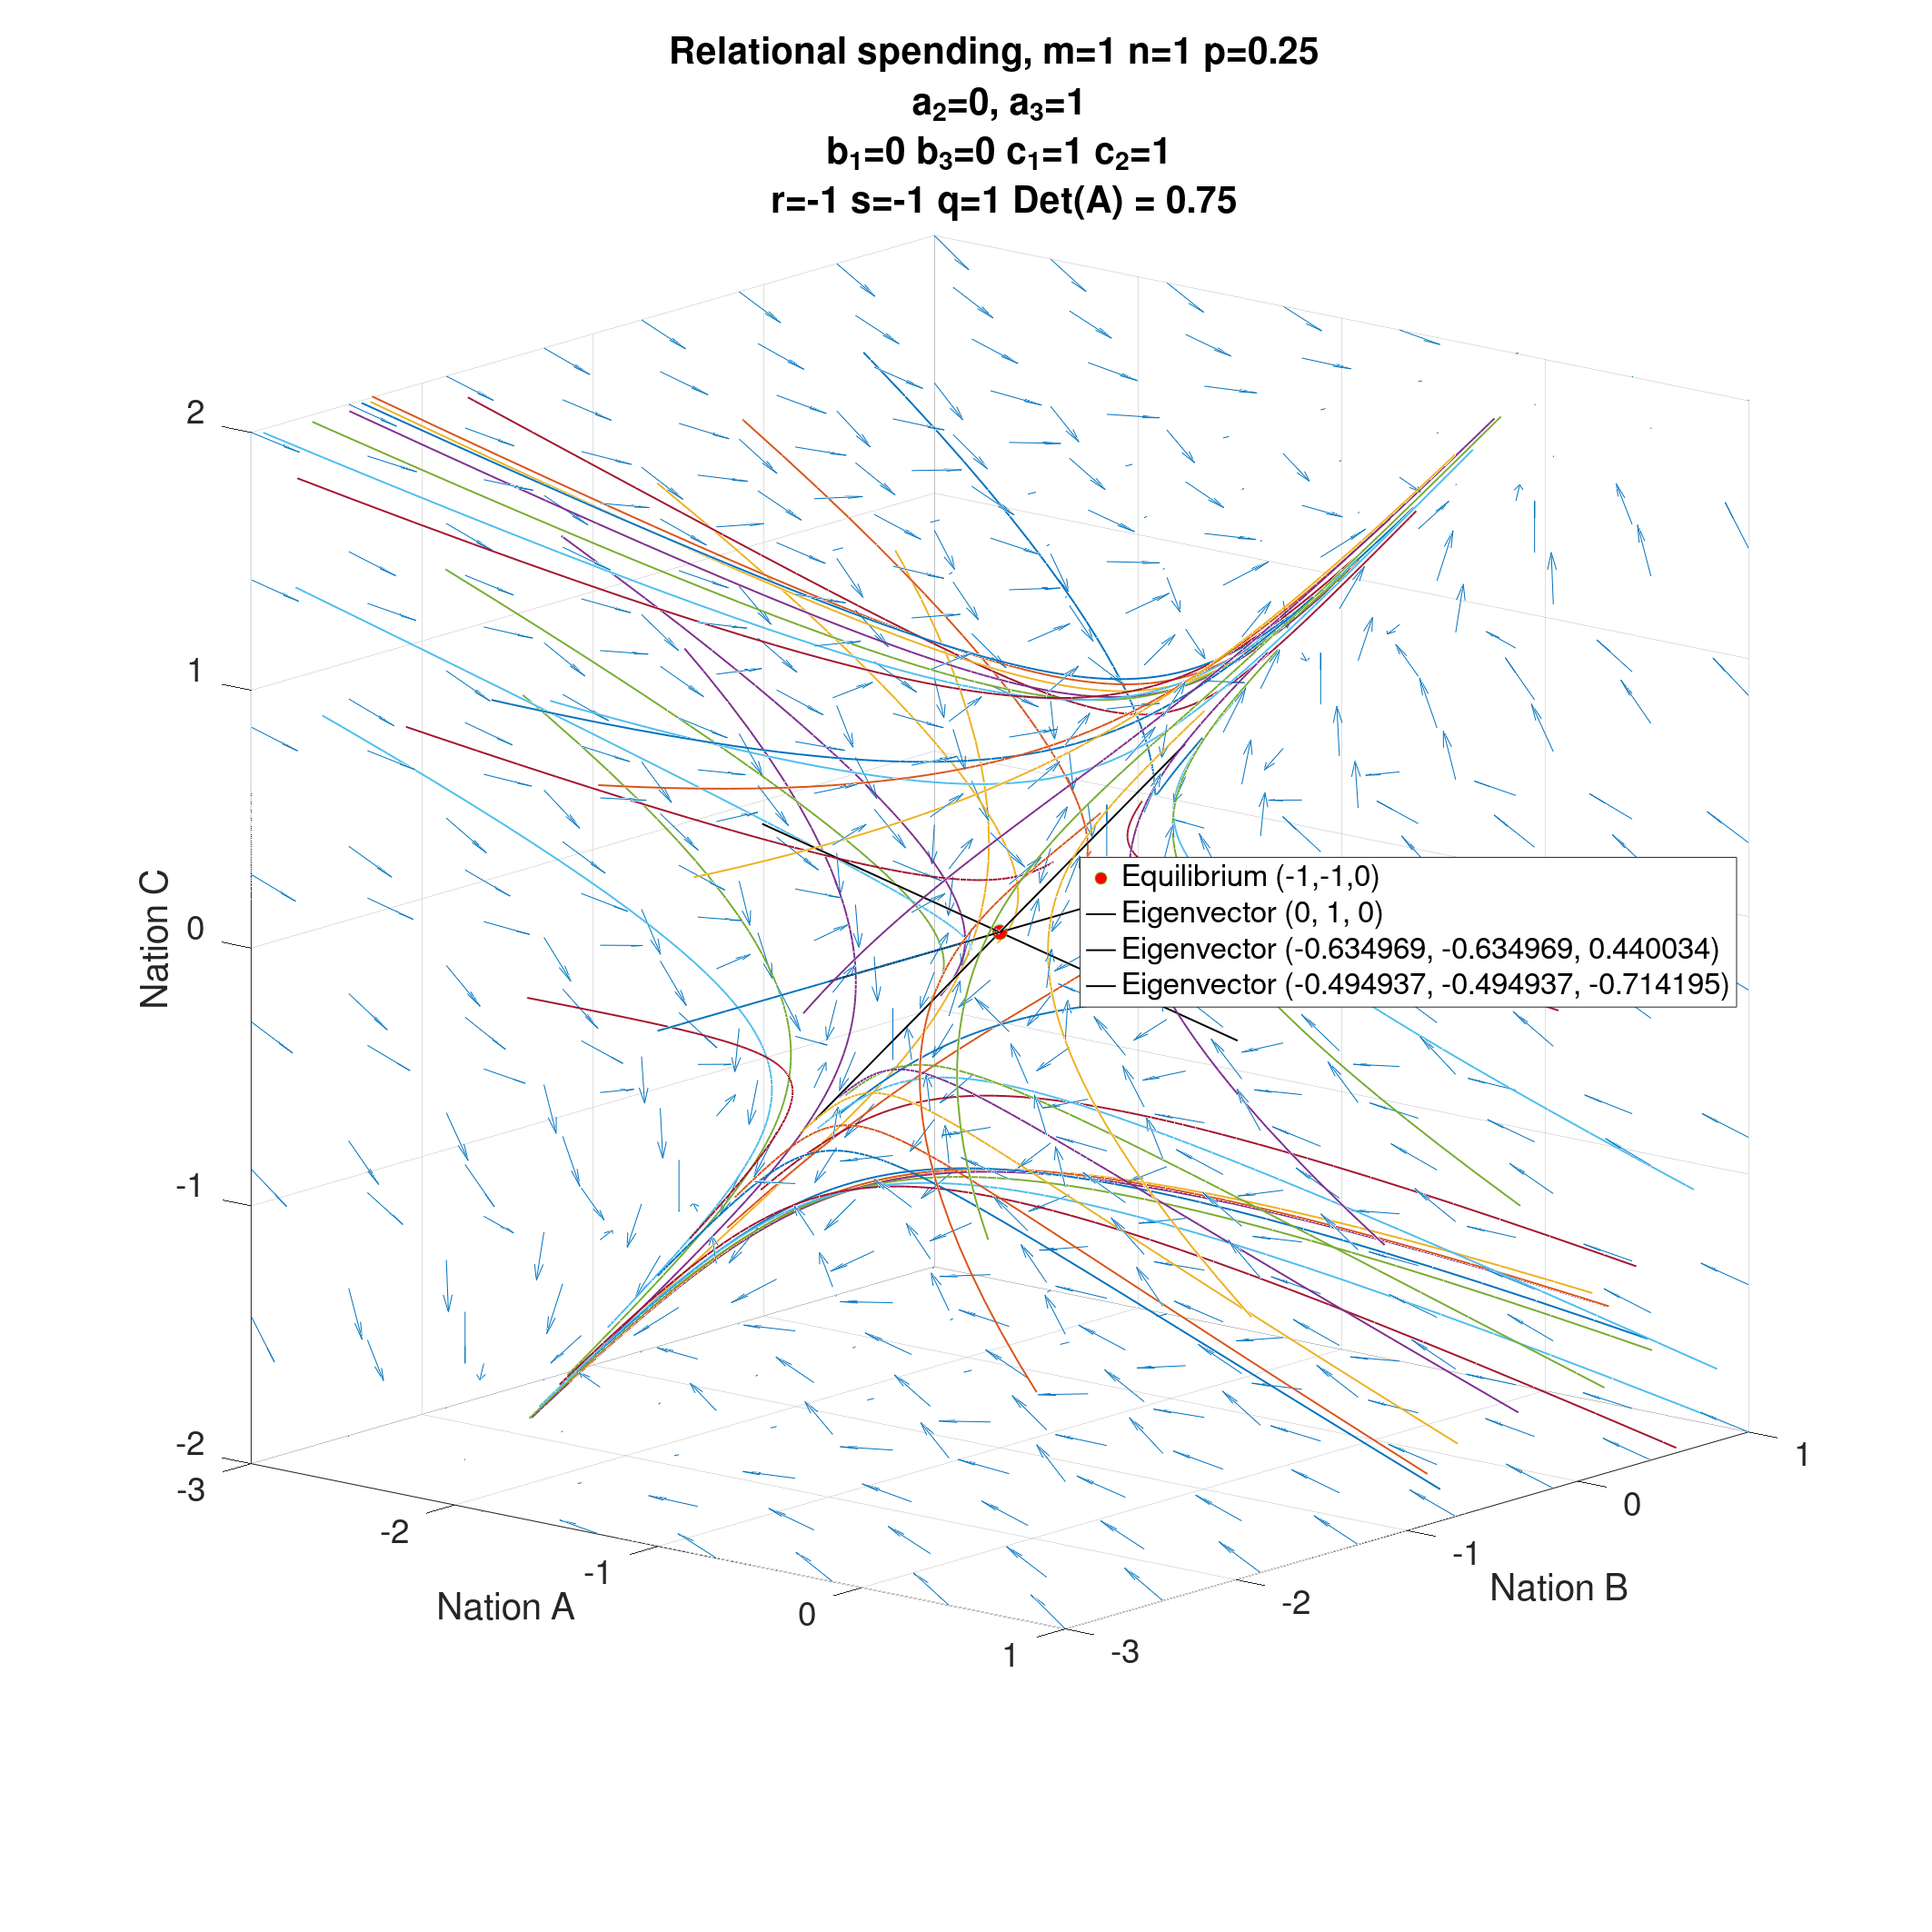 Relational spending, m=1 n=1 p=0.25
a₂=0, a₃=1
b₁=0 b₃=0 c₁=1 c₂=1
r=-1 s=-1 q=1 Det(A) = 0.75
2
1
0
-1
-2
Nation C
Equilibrium (-1,-1,0)
Eigenvector (0, 1, 0)
Eigenvector (-0.634969, -0.634969, 0.440034)
Eigenvector (-0.494937, -0.494937, -0.714195)
-3
-2
-1
0
1
Nation A
-3
-2
-1
0
1
Nation B